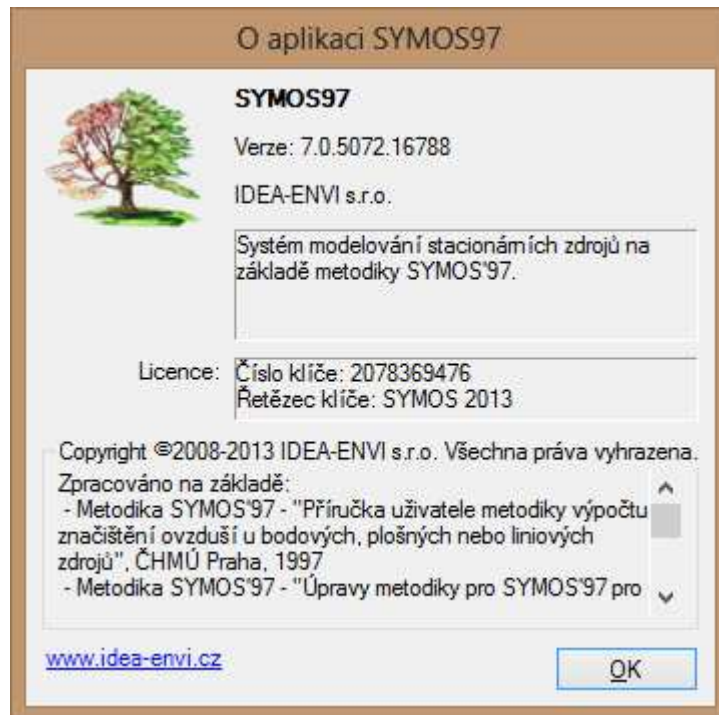 O aplikaci SYMOS97
SYMOS97
Verze: 7.0.5072.16788
IDEA-ENVI s.r.o.
Systém modelování stacionárních zdrojů na
základě metodiky SYMOS'97.
Licence:
Číslo klíče: 2078369476
Řetězec klíče: SYMOS 2013
Copyright ©2008-2013 IDEA-ENVI s.r.o. Všechna práva vyhrazena.
Zpracováno na základě:
- Metodika SYMOS'97 - "Příručka uživatele metodiky výpočtu
značištění ovzduší u bodových, plošných nebo liniových
zdrojů", ČHMÚ Praha, 1997
- Metodika SYMOS'97 - "Úpravy metodiky pro SYMOS'97 pro
www.idea-envi.cz
OK